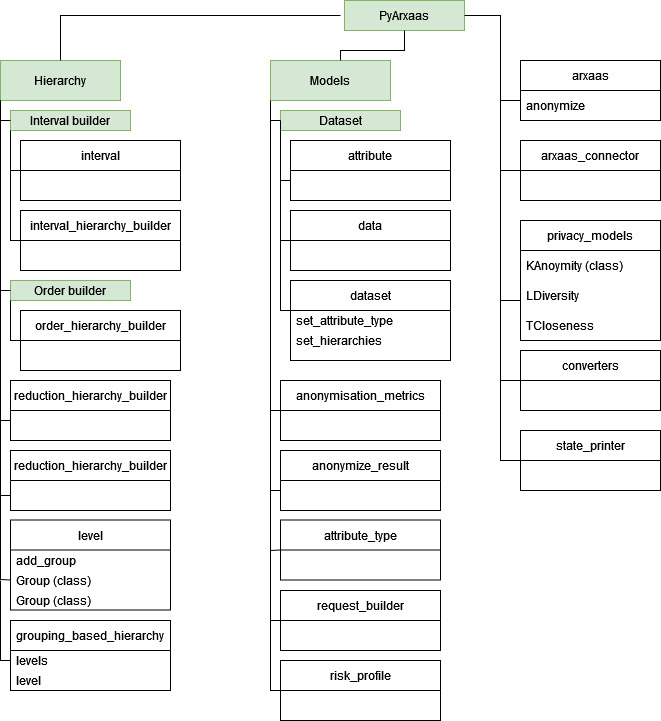 PyArxaas
Hierarchy
Interval builder
interval
interval_hierarchy_builder
Order builder
order_hierarchy_builder
reduction_hierarchy_builder
reduction_hierarchy_builder
level
add_group
Group (class)
Group (class)
grouping_based_hierarchy
levels
level
Models
Dataset
attribute
data
dataset
set_attribute_type
set_hierarchies
anonymisation_metrics
anonymize_result
attribute_type
request_builder
risk_profile
arxaas
anonymize
arxaas_connector
privacy_models
KAnoymity (class)
LDiversity
TCloseness
converters
state_printer